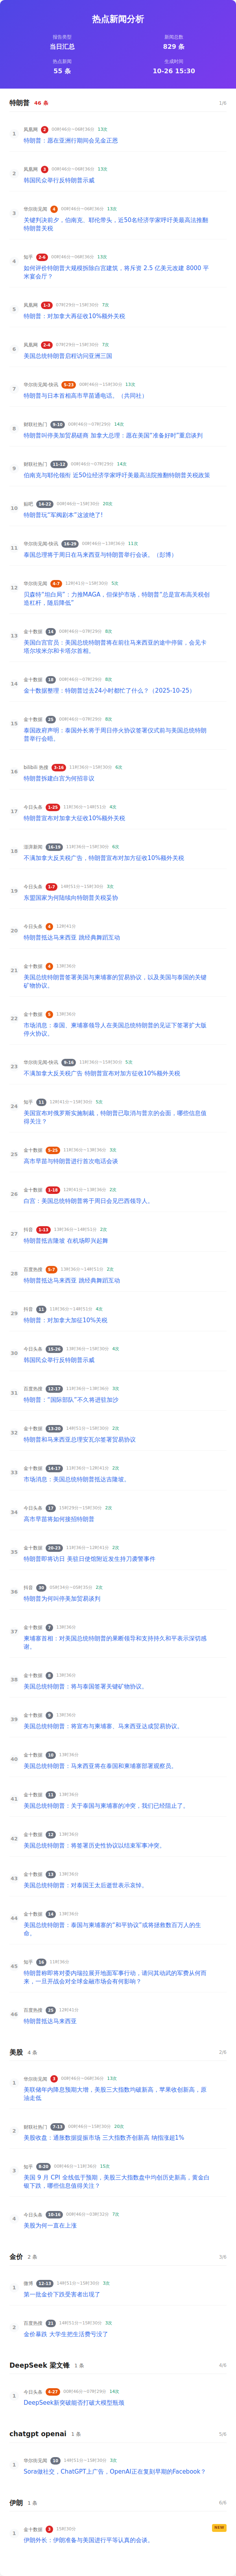 热点新闻分析
报告类型
新闻总数
当日汇总
829 条
热点新闻
生成时间
55 条
10-26 15:30
特朗普 46 条 1/6
1 凤凰网 2 00时46分~06时36分 13次
特朗普：愿在亚洲行期间会见金正恩
2 凤凰网 3 00时46分~06时36分 13次
韩国民众举行反特朗普示威
3 华尔街见闻 4 00时46分~06时36分 13次
关键判决前夕，伯南克、耶伦带头，近50名经济学家呼吁美最高法推翻
特朗普关税
4 知乎 2-6 00时46分~06时36分 13次
如何评价特朗普大规模拆除白宫建筑，将斥资 2.5 亿美元改建 8000 平
米宴会厅？
5 凤凰网 1-3 07时29分~15时30分 7次
特朗普：对加拿大再征收10%额外关税
6 凤凰网 2-4 07时29分~15时30分 7次
美国总统特朗普启程访问亚洲三国
7 华尔街见闻-快讯 5-23 00时46分~15时30分 13次
特朗普与日本首相高市早苗通电话。（共同社）
8 财联社热门 9-10 00时46分~07时29分 14次
特朗普叫停美加贸易磋商 加拿大总理：愿在美国“准备好时”重启谈判
9 财联社热门 11-12 00时46分~07时29分 14次
伯南克与耶伦领衔 近50位经济学家呼吁美最高法院推翻特朗普关税政策
10 贴吧 14-22 00时46分~15时30分 20次
特朗普玩“军阀剧本”这波绝了!
11 华尔街见闻-快讯 16-29 00时46分~13时36分 11次
泰国总理将于周日在马来西亚与特朗普举行会谈。（彭博）
12 华尔街见闻 4-7 12时41分~15时30分 5次
贝森特“坦白局”：力推MAGA，但保护市场，特朗普“总是宣布高关税创
造杠杆，随后降低”
13 金十数据 14 00时46分~07时29分 8次
美国白宫官员：美国总统特朗普将在前往马来西亚的途中停留，会见卡
塔尔埃米尔和卡塔尔首相。
14 金十数据 18 00时46分~07时29分 8次
金十数据整理：特朗普过去24小时都忙了什么？（2025-10-25）
15 金十数据 25 00时46分~07时29分 8次
泰国政府声明：泰国外长将于周日停火协议签署仪式前与美国总统特朗
普举行会晤。
16 bilibili 热搜 3-16 11时36分~15时30分 6次
特朗普拆建白宫为何招非议
17 今日头条 1-25 11时36分~14时51分 4次
特朗普宣布对加拿大征收10%额外关税
18 澎湃新闻 16-19 11时36分~15时30分 6次
不满加拿大反关税广告，特朗普宣布对方征收10%额外关税
19 今日头条 1-7 14时51分~15时30分 3次
东盟国家为何陆续向特朗普关税妥协
20 今日头条 4 12时41分
特朗普抵达马来西亚 跳经典舞蹈互动
21 金十数据 4 13时36分
美国总统特朗普签署美国与柬埔寨的贸易协议，以及美国与泰国的关键
矿物协议。
22 金十数据 5 13时36分
市场消息：泰国、柬埔寨领导人在美国总统特朗普的见证下签署扩大版
停火协议。
23 华尔街见闻-快讯 9-16 11时36分~15时30分 5次
不满加拿大反关税广告 特朗普宣布对方征收10%额外关税
24 知乎 11 12时41分~15时30分 5次
美国宣布对俄罗斯实施制裁，特朗普已取消与普京的会面，哪些信息值
得关注？
25 金十数据 5-25 11时36分~13时36分 3次
高市早苗与特朗普进行首次电话会谈
26 金十数据 1-18 12时41分~13时36分 2次
白宫：美国总统特朗普将于周日会见巴西领导人。
27 抖音 1-13 13时36分~14时51分 2次
特朗普抵吉隆坡 在机场即兴起舞
28 百度热搜 5-7 13时36分~14时51分 2次
特朗普抵达马来西亚 跳经典舞蹈互动
29 抖音 11 11时36分~14时51分 4次
特朗普：对加拿大加征10%关税
30 今日头条 15-26 13时36分~15时30分 4次
韩国民众举行反特朗普示威
31 百度热搜 12-17 11时36分~13时36分 3次
特朗普：“国际部队”不久将进驻加沙
32 金十数据 13-20 14时51分~15时30分 2次
特朗普和马来西亚总理安瓦尔签署贸易协议
33 金十数据 14-17 11时36分~12时41分 2次
市场消息：美国总统特朗普抵达吉隆坡。
34 今日头条 17 15时29分~15时30分 2次
高市早苗将如何接招特朗普
35 金十数据 20-23 11时36分~12时41分 2次
特朗普即将访日 美驻日使馆附近发生持刀袭警事件
36 抖音 30 00时34分~00时35分 2次
特朗普为何叫停美加贸易谈判
37 金十数据 7 13时36分
柬埔寨首相：对美国总统特朗普的果断领导和支持持久和平表示深切感
谢。
38 金十数据 8 13时36分
美国总统特朗普：将与泰国签署关键矿物协议。
39 金十数据 9 13时36分
美国总统特朗普：将宣布与柬埔寨、马来西亚达成贸易协议。
40 金十数据 10 13时36分
美国总统特朗普：马来西亚将在泰国和柬埔寨部署观察员。
41 金十数据 11 13时36分
美国总统特朗普：关于泰国与柬埔寨的冲突，我们已经阻止了。
42 金十数据 12 13时36分
美国总统特朗普：将签署历史性协议以结束军事冲突。
43 金十数据 13 13时36分
美国总统特朗普：对泰国王太后逝世表示哀悼。
44 金十数据 14 13时36分
美国总统特朗普：泰国与柬埔寨的“和平协议”或将拯救数百万人的生
命。
45 知乎 16 11时36分
特朗普称即将对委内瑞拉展开地面军事行动，请问其动武的军费从何而
来，一旦开战会对全球金融市场会有何影响？
46 百度热搜 25 12时41分
特朗普抵达马来西亚
美股 4 条 2/6
1 华尔街见闻 3 00时46分~06时36分 13次
美联储年内降息预期大增，美股三大指数均破新高，苹果收创新高，原
油走低
2 财联社热门 7-13 00时46分~15时30分 20次
美股收盘：通胀数据提振市场 三大指数齐创新高 纳指涨超1%
3 知乎 8-20 00时46分~11时36分 15次
美国 9 月 CPI 全线低于预期，美股三大指数盘中均创历史新高，黄金白
银下跌，哪些信息值得关注？
4 今日头条 10-16 00时46分~03时32分 7次
美股为何一直在上涨
金价 2 条 3/6
1 微博 12-13 14时51分~15时30分 3次
第一批金价下跌受害者出现了
2 百度热搜 21 14时51分~15时30分 3次
金价暴跌 大学生把生活费亏没了
DeepSeek 梁文锋 1 条 4/6
1 今日头条 4-27 00时46分~07时29分 14次
DeepSeek新突破能否打破大模型瓶颈
chatgpt openai 1 条 5/6
1 华尔街见闻 16 14时51分~15时30分 3次
Sora做社交，ChatGPT上广告，OpenAI正在复刻早期的Facebook？
伊朗 1 条 6/6
NEW
1 金十数据 3 15时30分
伊朗外长：伊朗准备与美国进行平等认真的会谈。